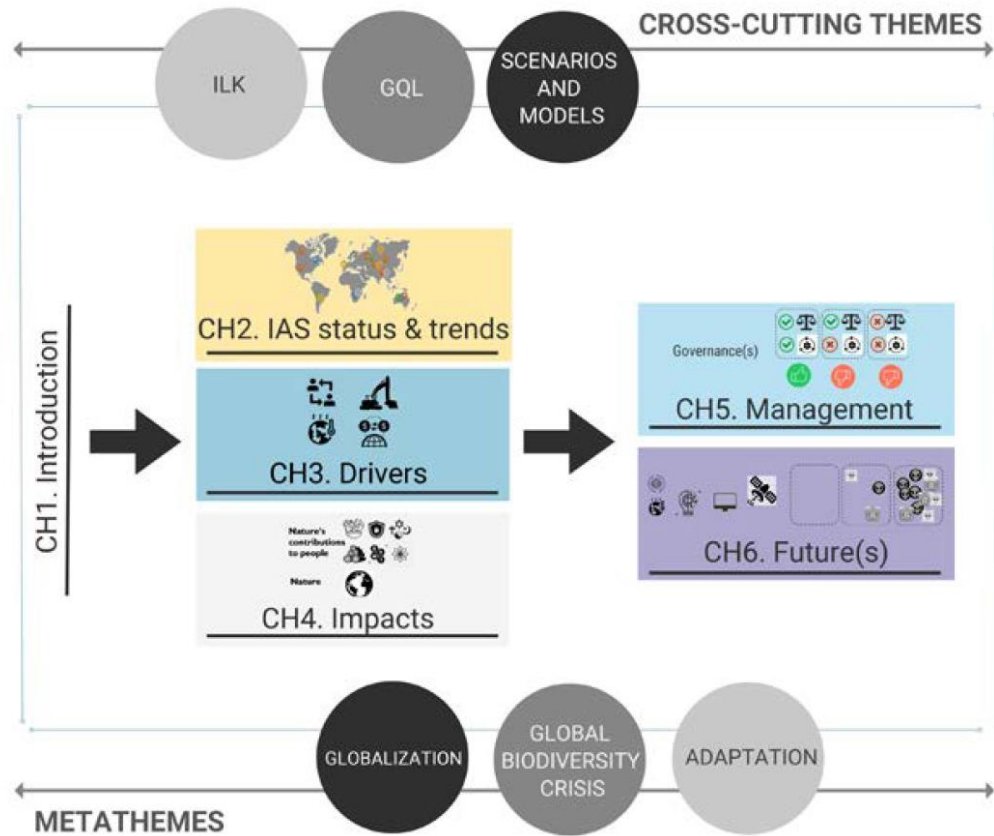 CROSS-CUTTING THEMES
ILK
GQL
SCENARIOS
AND
MODELS
CH1. Introduction
CH2. IAS status & trends
CH3. Drivers
Nature's
contributions
to people
Nature
CH4. Impacts
Governance(s)
CH5. Management
CH6. Future(s)
GLOBALIZATION
GLOBAL
BIODIVERSITY
CRISIS
ADAPTATION
METATHEMES